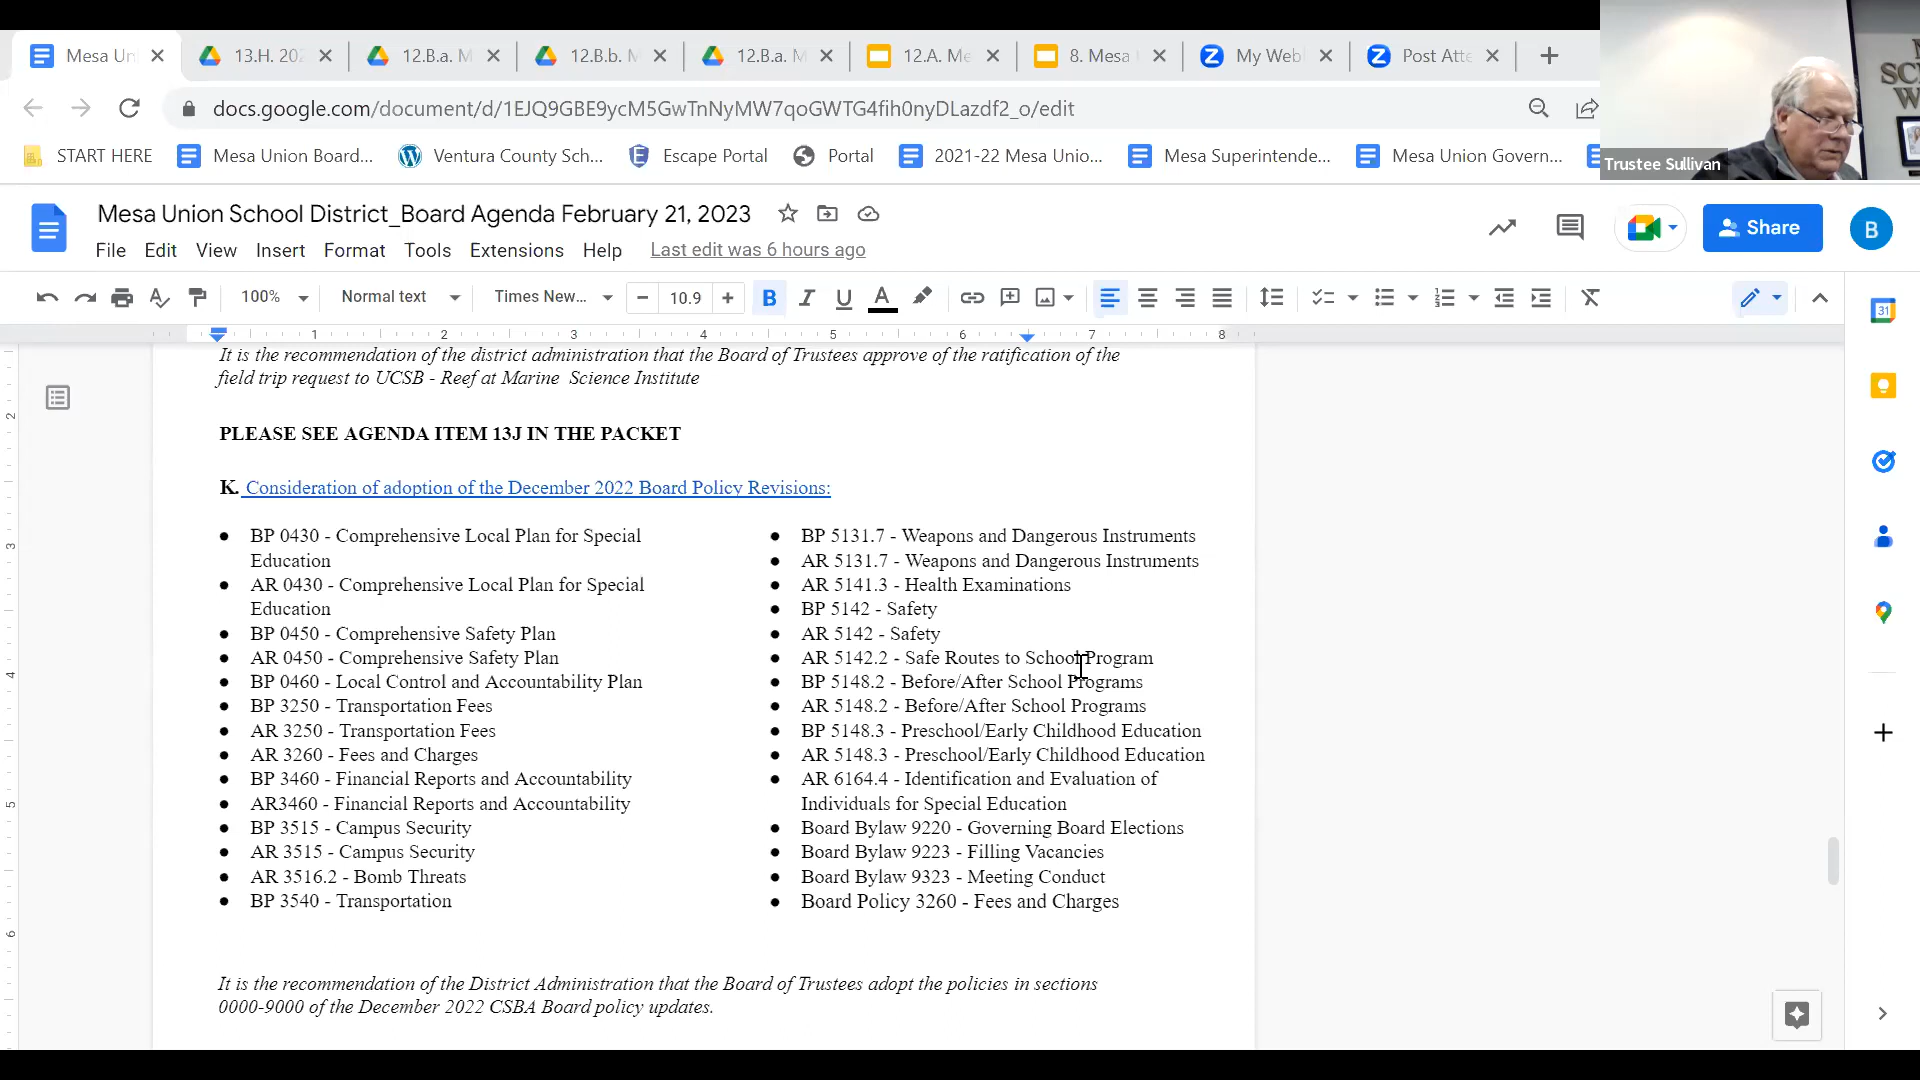 Mesa Un
13.H. 202
12.B.a. M
12.B.b. M
12.B.a. M
12.A. Me
8. Mesa
My Web
Post Atte
docs.google.com/document/d/1EJQ9GBE9ycM5GwTnNyMW7qoGWTG4fih0nyDLazdf2_o/edit
START HERE
Mesa Union Board...
Ventura County Sch...
Escape Portal
Portal
2021-22 Mesa Unio...
Mesa Superintende...
Mesa Union Govern...
Trustee Sullivan
Mesa Union School District_Board Agenda February 21, 2023
File Edit View Insert Format Tools Extensions Help Last edit was 6 hours ago
Share
B
100% Normal text Times New... 10.9 B I U A
31
1 2 3 4 5 6 7 8
It is the recommendation of the district administration that the Board of Trustees approve of the ratification of the
field trip request to UCSB - Reef at Marine Science Institute
PLEASE SEE AGENDA ITEM 13J IN THE PACKET
K. Consideration of adoption of the December 2022 Board Policy Revisions:
● BP 0430 - Comprehensive Local Plan for Special
Education
● AR 0430 - Comprehensive Local Plan for Special
Education
● BP 0450 - Comprehensive Safety Plan
● AR 0450 - Comprehensive Safety Plan
● BP 0460 - Local Control and Accountability Plan
● BP 3250 - Transportation Fees
● AR 3250 - Transportation Fees
● AR 3260 - Fees and Charges
● BP 3460 - Financial Reports and Accountability
● AR3460 - Financial Reports and Accountability
● BP 3515 - Campus Security
● AR 3515 - Campus Security
● AR 3516.2 - Bomb Threats
● BP 3540 - Transportation
● BP 5131.7 - Weapons and Dangerous Instruments
● AR 5131.7 - Weapons and Dangerous Instruments
● AR 5141.3 - Health Examinations
● BP 5142 - Safety
● AR 5142 - Safety
● AR 5142.2 - Safe Routes to School Program
● BP 5148.2 - Before/After School Programs
● AR 5148.2 - Before/After School Programs
● BP 5148.3 - Preschool/Early Childhood Education
● AR 5148.3 - Preschool/Early Childhood Education
● AR 6164.4 - Identification and Evaluation of
Individuals for Special Education
● Board Bylaw 9220 - Governing Board Elections
● Board Bylaw 9223 - Filling Vacancies
● Board Bylaw 9323 - Meeting Conduct
● Board Policy 3260 - Fees and Charges
It is the recommendation of the District Administration that the Board of Trustees adopt the policies in sections
0000-9000 of the December 2022 CSBA Board policy updates.
2
3
4
5
6